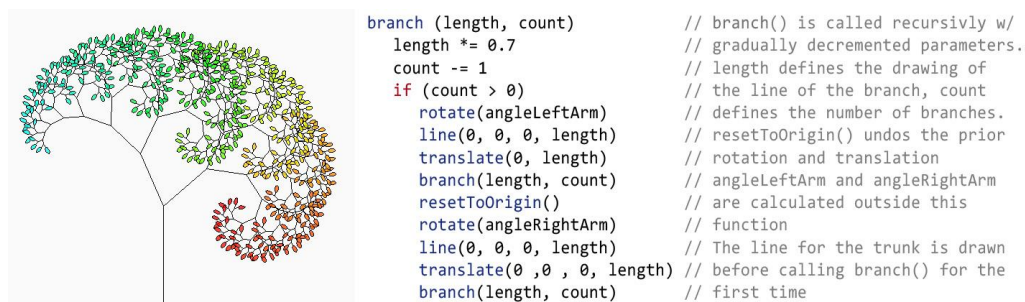 branch (length, count) // branch() is called recursivly w/
length *= 0.7 // gradually decremented parameters.
count -= 1 // length defines the drawing of
if (count > 0) // the line of the branch, count
rotate(angleLeftArm) // defines the number of branches.
line(0, 0, 0, length) // resetToOrigin() undos the prior
translate(0, length) // rotation and translation
branch(length, count) // angleLeftArm and angleRightArm
resetToOrigin() // are calculated outside this
rotate(angleRightArm) // function
line(0, 0, 0, length) // The line for the trunk is drawn
translate(0 ,0 , 0, length) // before calling branch() for the
branch(length, count) // first time